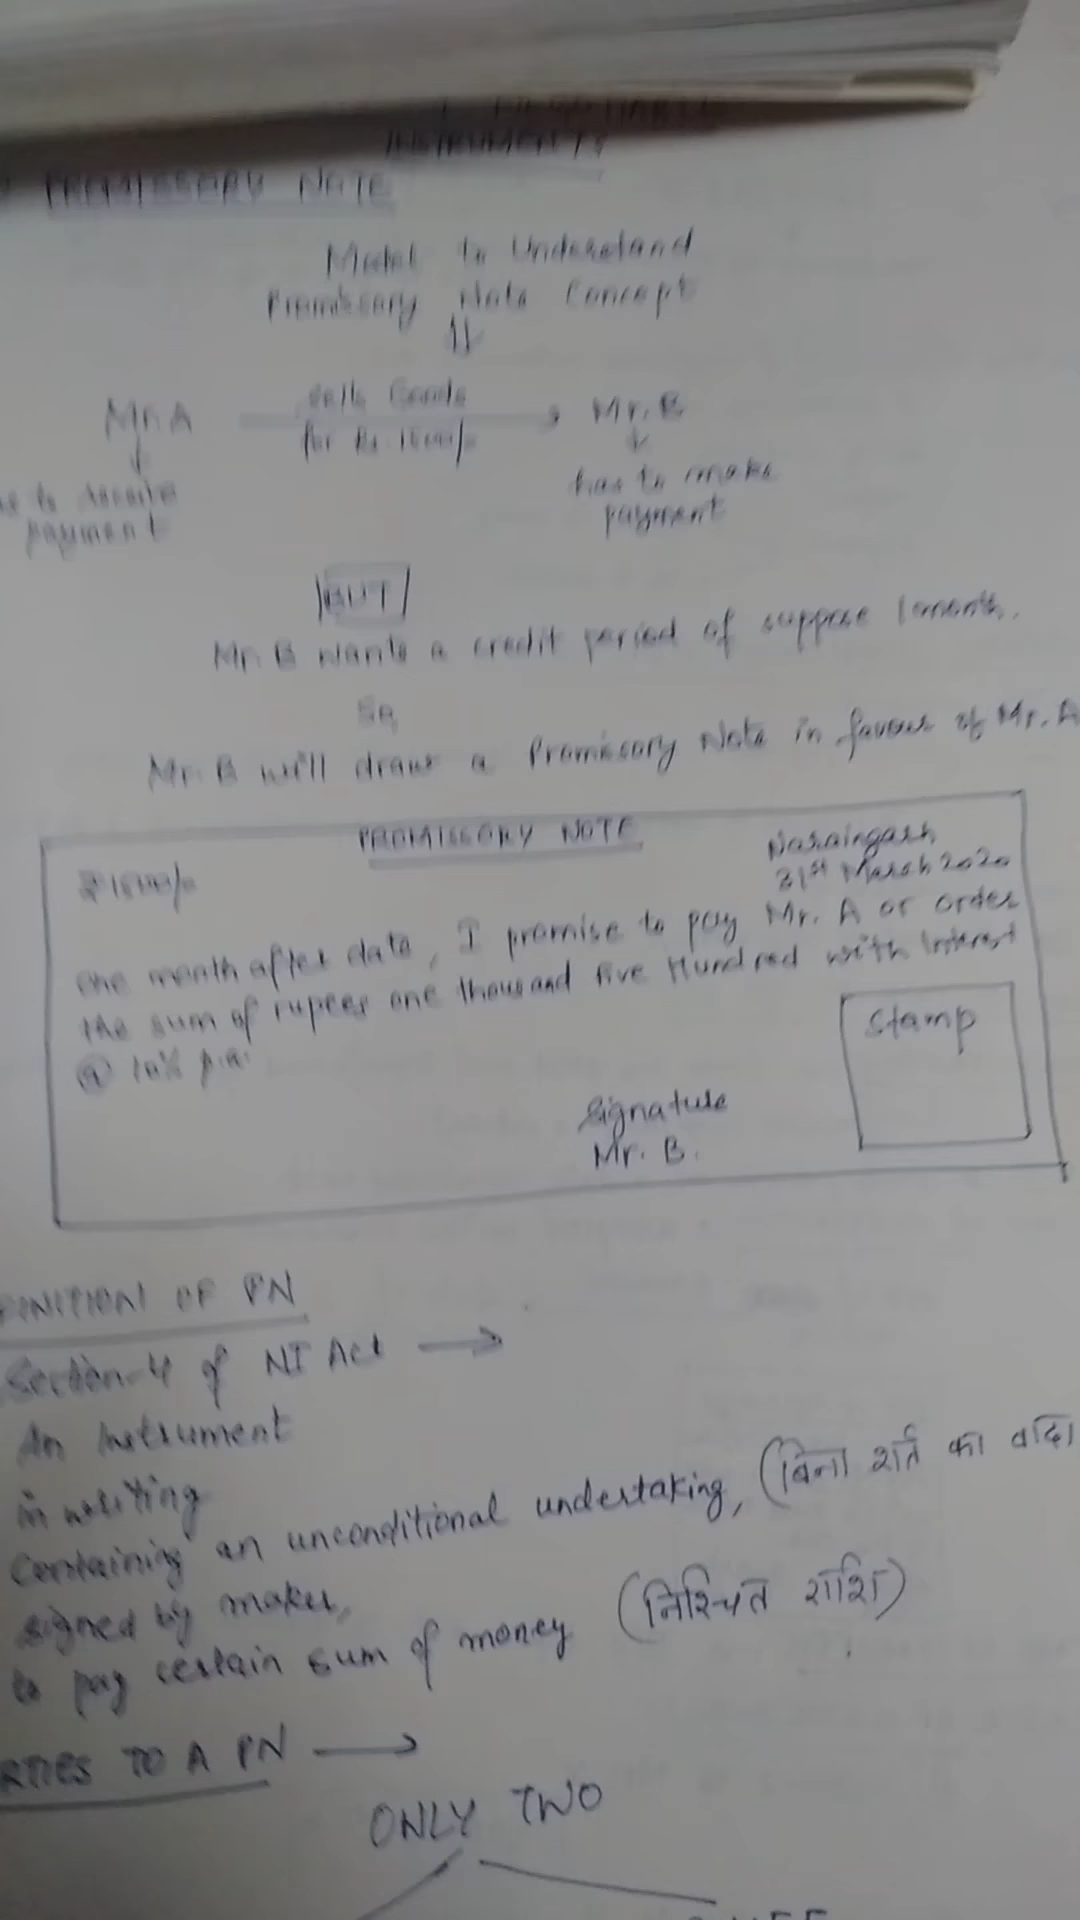 INSTRUMENTS
PROMISSORY NOTE
Model to Understand
Promissory Note Concept
Mr. A
Sells Goods
for Rs. 1500/-
Mr. B
to receive
payment
has to make
payment
BUT
Mr. B wants a credit period of suppose 1 month.
So,
Mr. B will draw a Promissory Note in favour of Mr. A
PROMISSORY NOTE
Naraingarh
₹1500/-
31st March 2020
One month after date, I promise to pay Mr. A or order
the sum of rupees one thousand five Hundred with Interest
@ 10% p.a.
Stamp
Signature
Mr. B.
FINITION OF PN
Section-4 of NI Act →
An Instrument
in writing
Containing an unconditional undertaking, (बिना शर्त का वादा
signed by maker,
to pay certain sum of money (निश्चित राशि)
RTIES TO A PN →
ONLY TWO